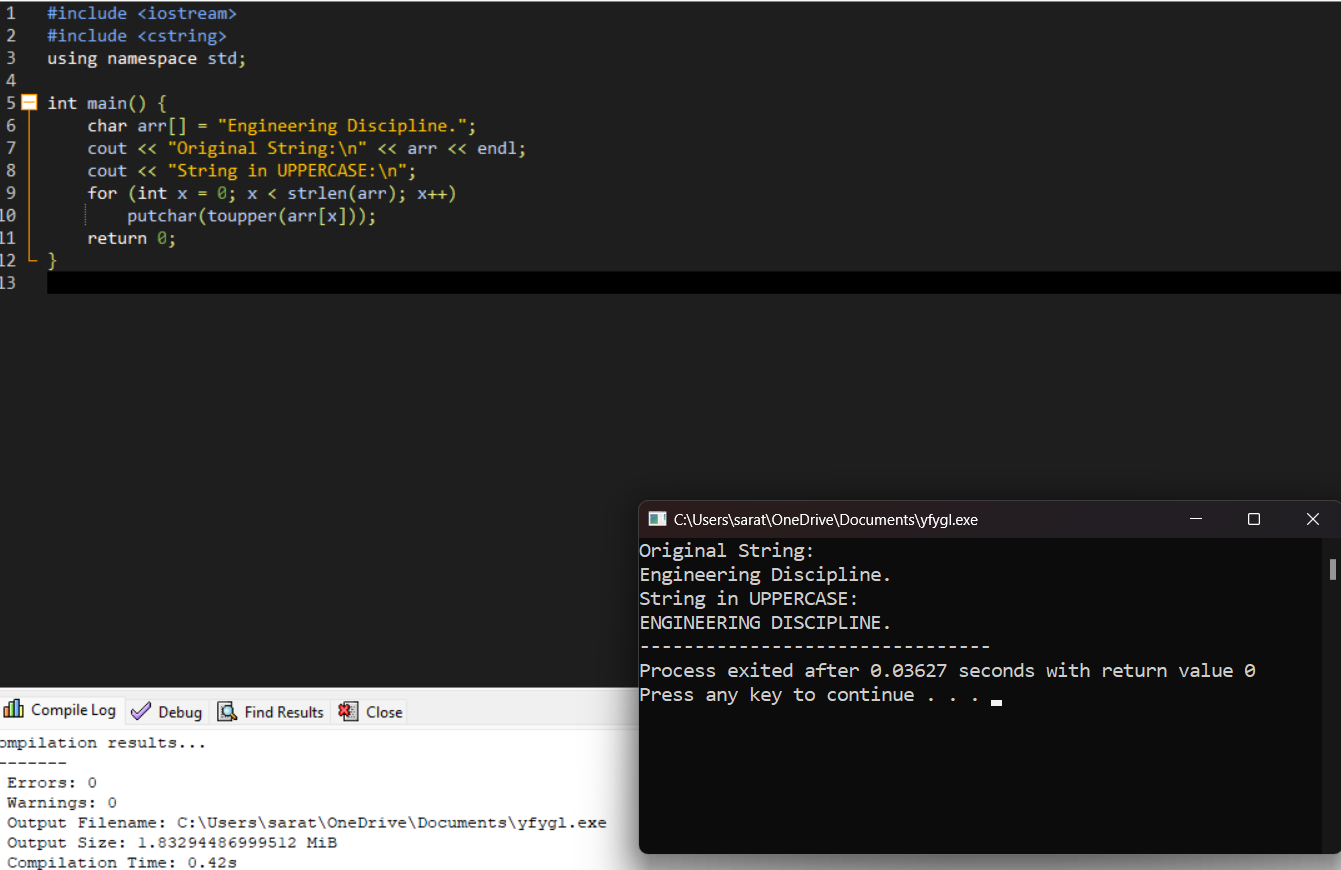 1 #include <iostream>
2 #include <cstring>
3 using namespace std;
4
5 int main() {
6 char arr[] = "Engineering Discipline.";
7 cout << "Original String:\n" << arr << endl;
8 cout << "String in UPPERCASE:\n";
9 for (int x = 0; x < strlen(arr); x++)
10 putchar(toupper(arr[x]));
11 return 0;
12 }
13
C:\Users\sarat\OneDrive\Documents\yfygl.exe
Original String:
Engineering Discipline.
String in UPPERCASE:
ENGINEERING DISCIPLINE.
--------------------------------
Process exited after 0.03627 seconds with return value 0
Press any key to continue . . .
Compile Log Debug Find Results Close
ompilation results...
-------
Errors: 0
Warnings: 0
Output Filename: C:\Users\sarat\OneDrive\Documents\yfygl.exe
Output Size: 1.83294486999512 MiB
Compilation Time: 0.42s